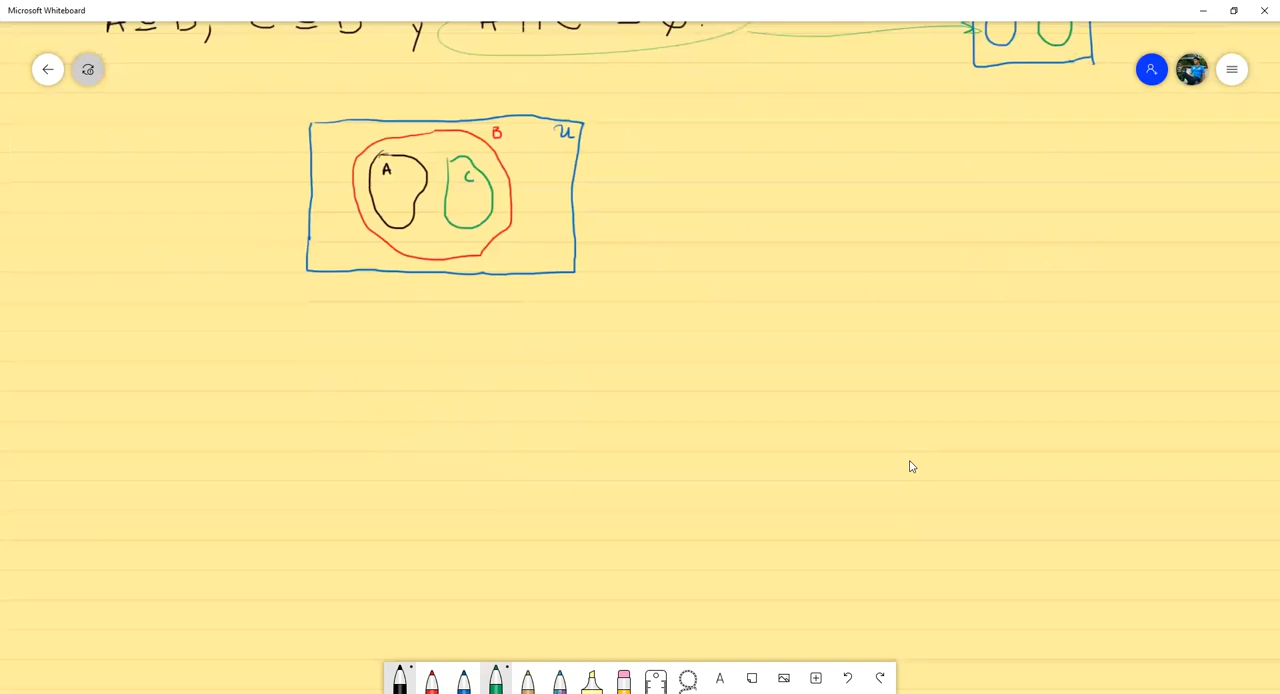 Microsoft Whiteboard
A ⊆ B, C ⊆ B y A ∩ C = ∅.
B
U
A
C
A